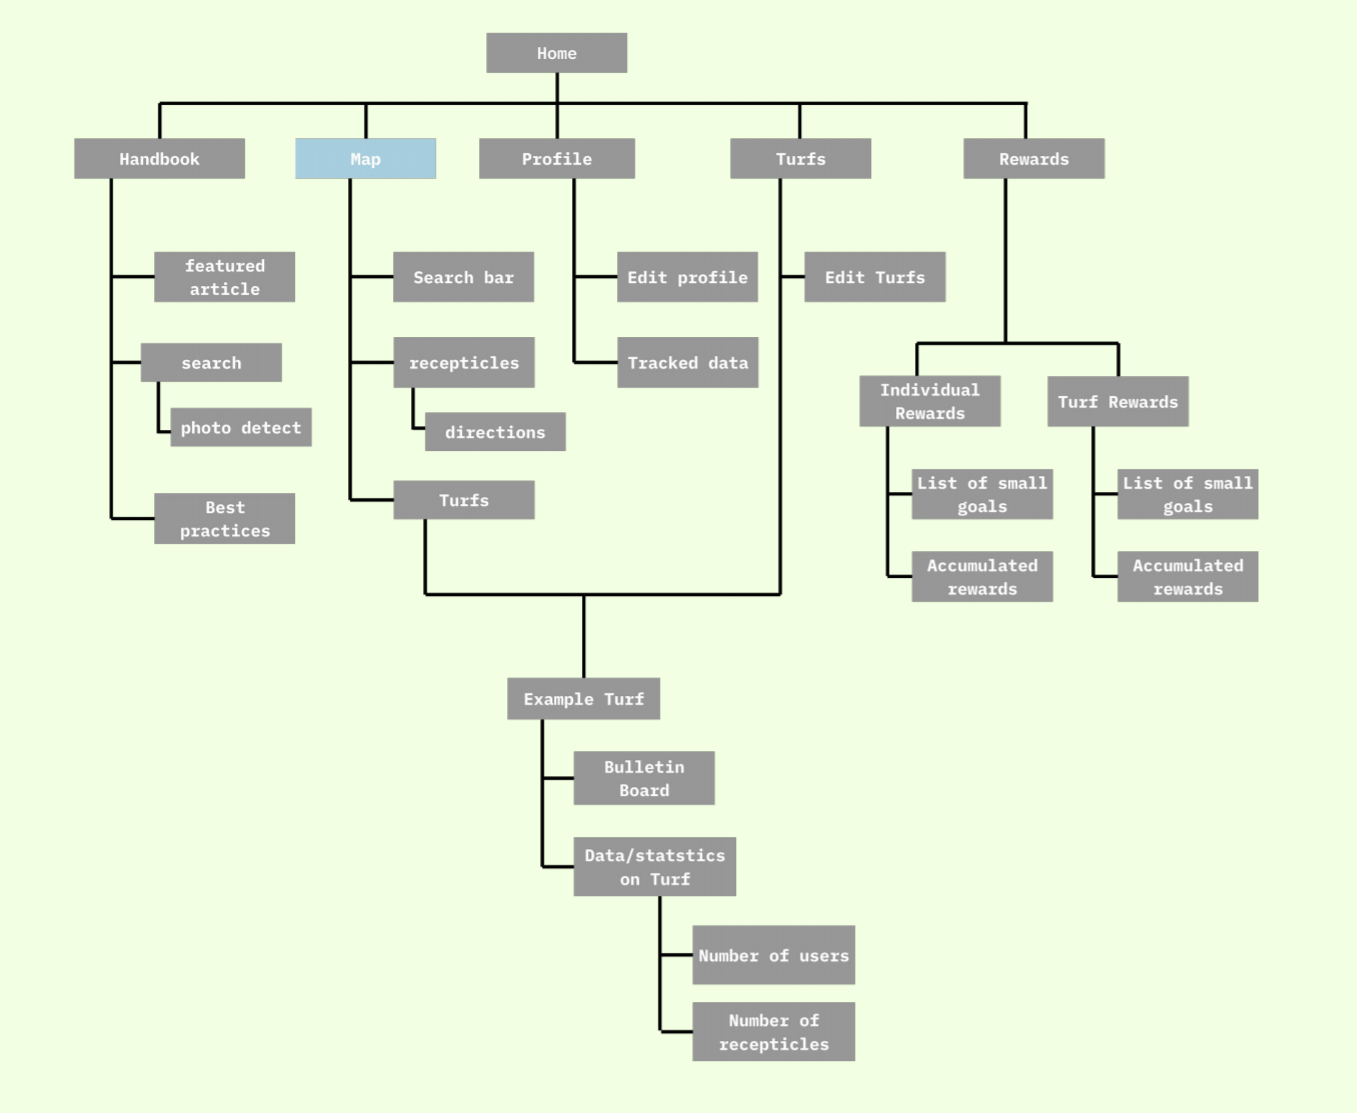 Home
Handbook
Map
Profile
Turfs
Rewards
featured
article
search
photo detect
Best
practices
Search bar
recepticles
directions
Turfs
Edit profile
Tracked data
Edit Turfs
Individual
Rewards
List of small
goals
Accumulated
rewards
Turf Rewards
List of small
goals
Accumulated
rewards
Example Turf
Bulletin
Board
Data/statstics
on Turf
Number of users
Number of
recepticles